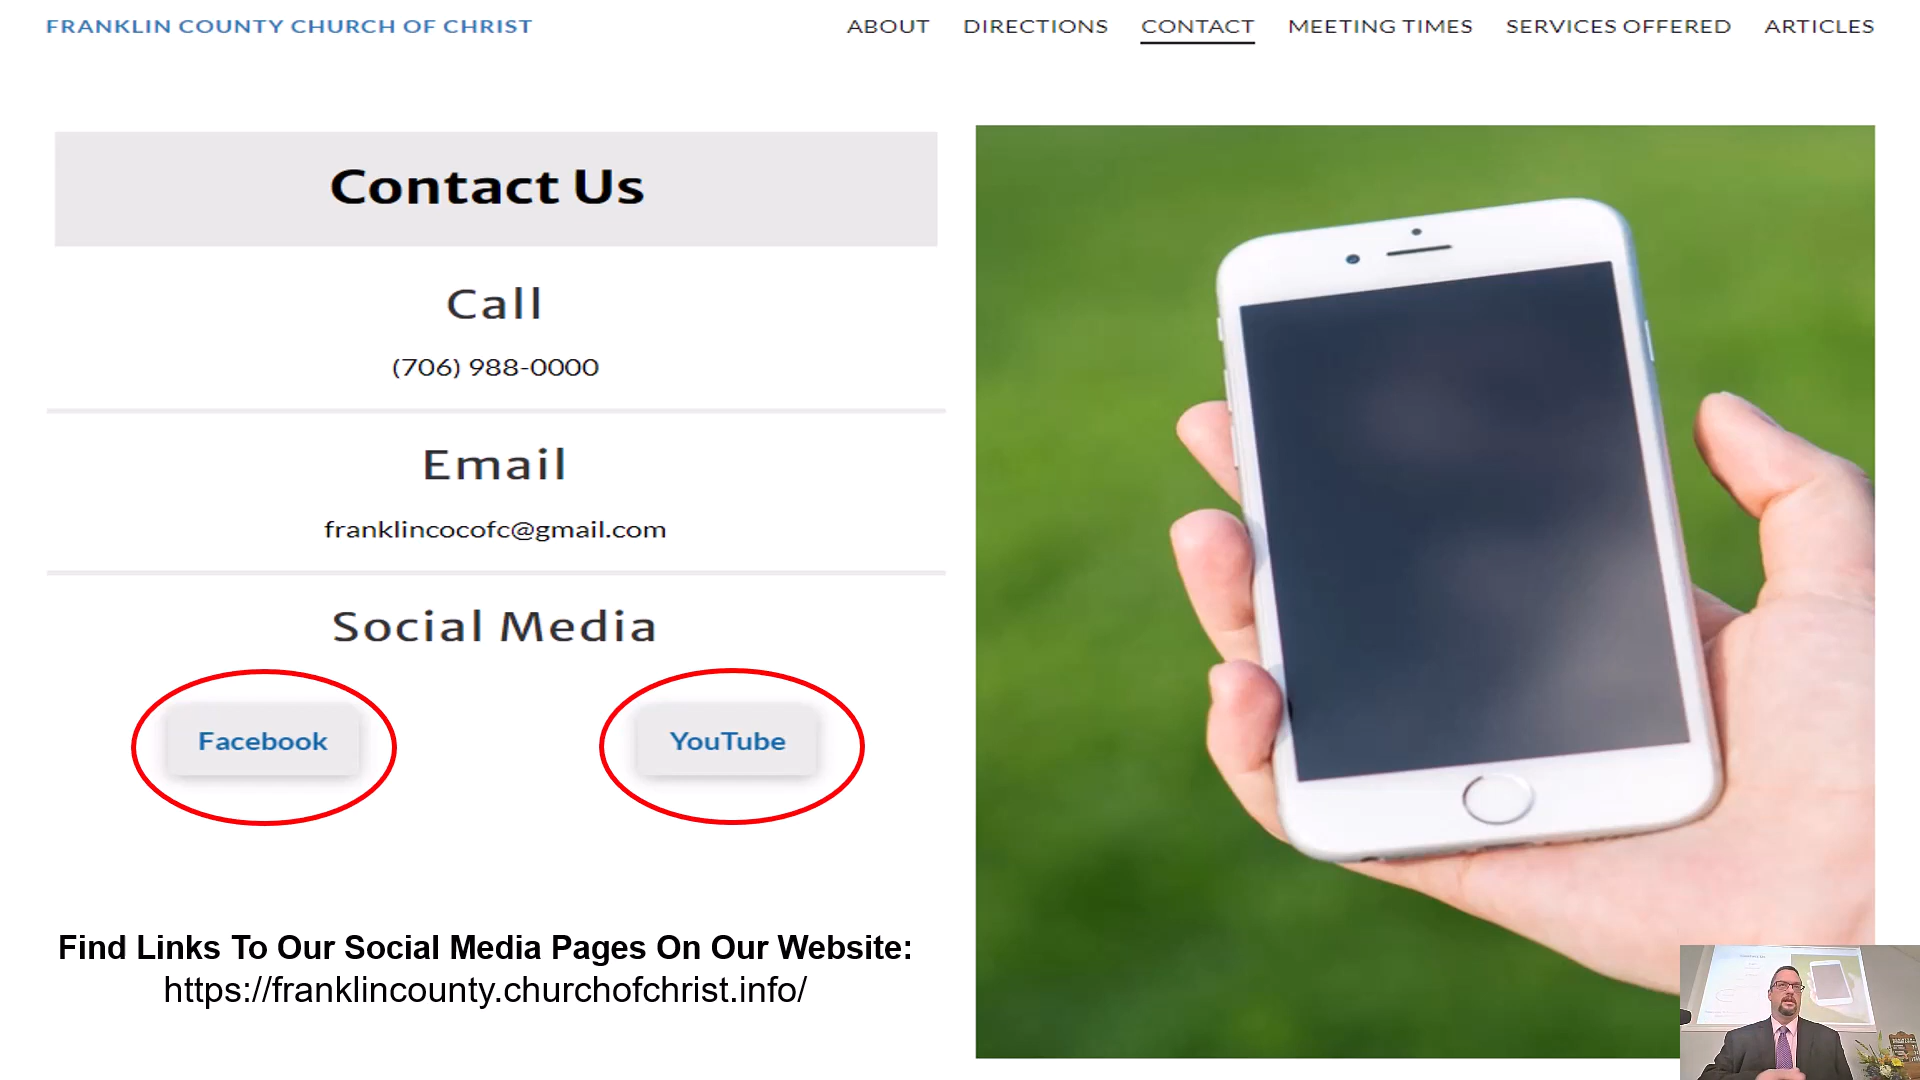 FRANKLIN COUNTY CHURCH OF CHRIST
ABOUT DIRECTIONS CONTACT MEETING TIMES SERVICES OFFERED ARTICLES
Contact Us
Call
(706) 988-0000
Email
franklincocofc@gmail.com
Social Media
Facebook YouTube
Find Links To Our Social Media Pages On Our Website:
https://franklincounty.churchofchrist.info/